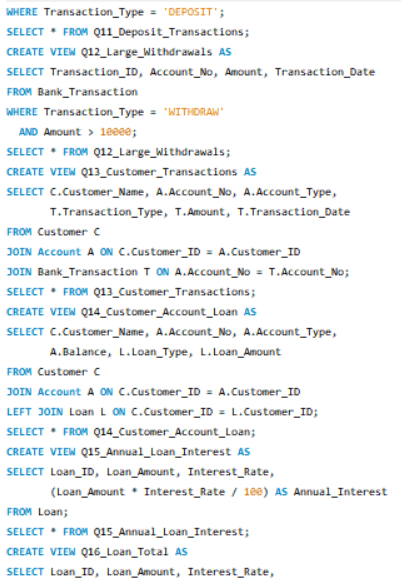 WHERE Transaction_Type = 'DEPOSIT';
SELECT * FROM Q11_Deposit_Transactions;
CREATE VIEW Q12_Large_Withdrawals AS
SELECT Transaction_ID, Account_No, Amount, Transaction_Date
FROM Bank_Transaction
WHERE Transaction_Type = 'WITHDRAW'
  AND Amount > 10000;
SELECT * FROM Q12_Large_Withdrawals;
CREATE VIEW Q13_Customer_Transactions AS
SELECT C.Customer_Name, A.Account_No, A.Account_Type,
       T.Transaction_Type, T.Amount, T.Transaction_Date
FROM Customer C
JOIN Account A ON C.Customer_ID = A.Customer_ID
JOIN Bank_Transaction T ON A.Account_No = T.Account_No;
SELECT * FROM Q13_Customer_Transactions;
CREATE VIEW Q14_Customer_Account_Loan AS
SELECT C.Customer_Name, A.Account_No, A.Account_Type,
       A.Balance, L.Loan_Type, L.Loan_Amount
FROM Customer C
JOIN Account A ON C.Customer_ID = A.Customer_ID
LEFT JOIN Loan L ON C.Customer_ID = L.Customer_ID;
SELECT * FROM Q14_Customer_Account_Loan;
CREATE VIEW Q15_Annual_Loan_Interest AS
SELECT Loan_ID, Loan_Amount, Interest_Rate,
       (Loan_Amount * Interest_Rate / 100) AS Annual_Interest
FROM Loan;
SELECT * FROM Q15_Annual_Loan_Interest;
CREATE VIEW Q16_Loan_Total AS
SELECT Loan_ID, Loan_Amount, Interest_Rate,